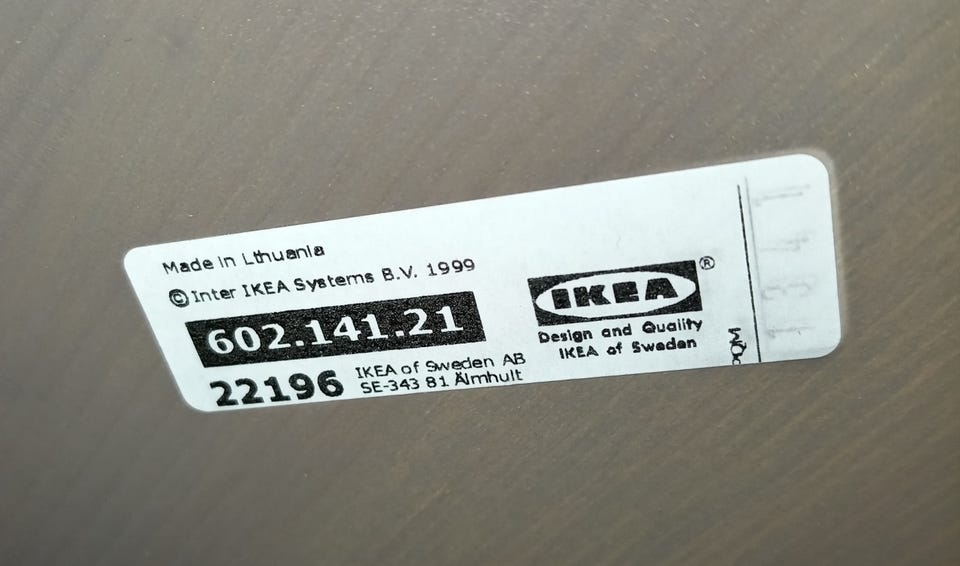 Made in Lthuania
© Inter IKEA Systems B.V. 1999
602.141.21
22196
IKEA of Sweden AB
SE-343 81 Älmhult
IKEA®
Design and Quality
IKEA of Sweden